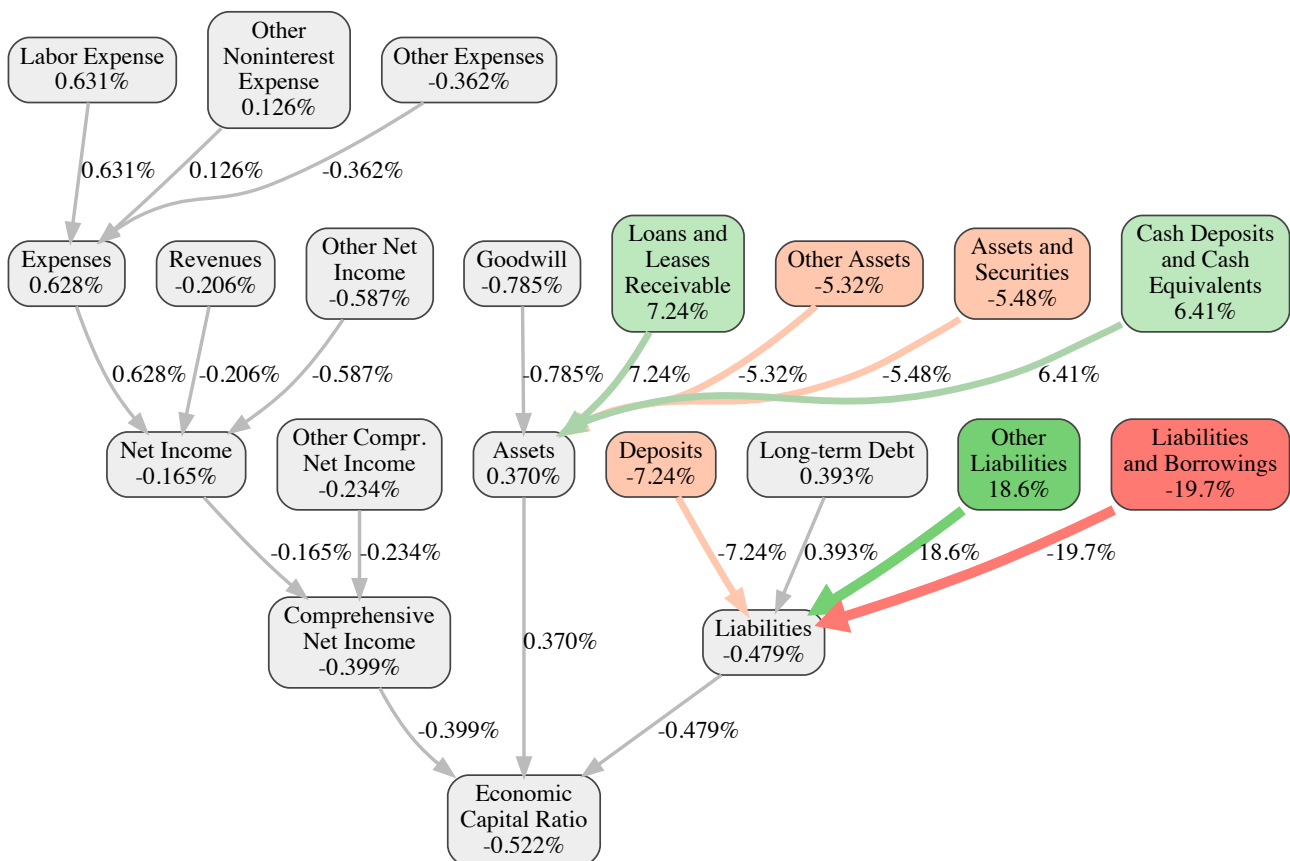 Labor Expense
0.631%
Other
Noninterest
Expense
0.126%
Other Expenses
-0.362%
0.631%
0.126%
-0.362%
Expenses
0.628%
Revenues
-0.206%
Other Net
Income
-0.587%
Goodwill
-0.785%
Loans and
Leases
Receivable
7.24%
Other Assets
-5.32%
Assets and
Securities
-5.48%
Cash Deposits
and Cash
Equivalents
6.41%
0.628%
-0.206%
-0.587%
-0.785%
7.24%
-5.32%
-5.48%
6.41%
Net Income
-0.165%
Other Compr.
Net Income
-0.234%
Assets
0.370%
Deposits
-7.24%
Long-term Debt
0.393%
Other
Liabilities
18.6%
Liabilities
and Borrowings
-19.7%
-0.165%
-0.234%
-7.24%
0.393%
18.6%
-19.7%
Comprehensive
Net Income
-0.399%
0.370%
Liabilities
-0.479%
-0.399%
-0.479%
Economic
Capital Ratio
-0.522%